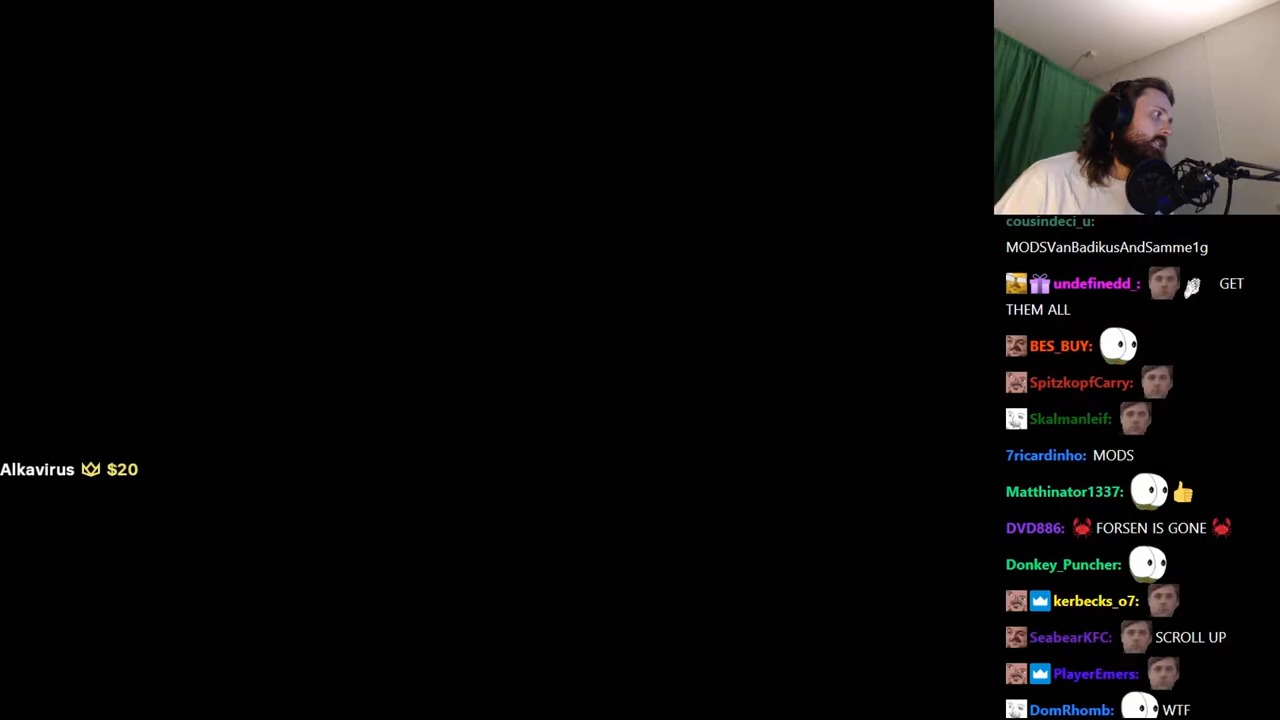 cousindeci_u:
MODSVanBadikusAndSamme1g
undefinedd_: GET
THEM ALL
BES_BUY:
SpitzkopfCarry:
Skalmanleif:
7ricardinho: MODS
Alkavirus $20
Matthinator1337:
DVD886: FORSEN IS GONE
Donkey_Puncher:
kerbecks_o7:
SeabearKFC: SCROLL UP
PlayerEmers:
DomRhomb: WTF